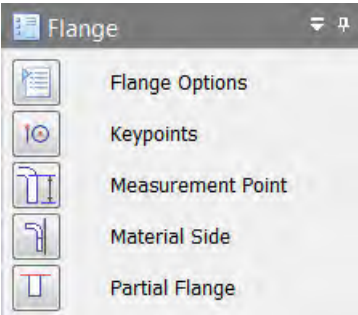 Flange
Flange Options
Keypoints
Measurement Point
Material Side
Partial Flange